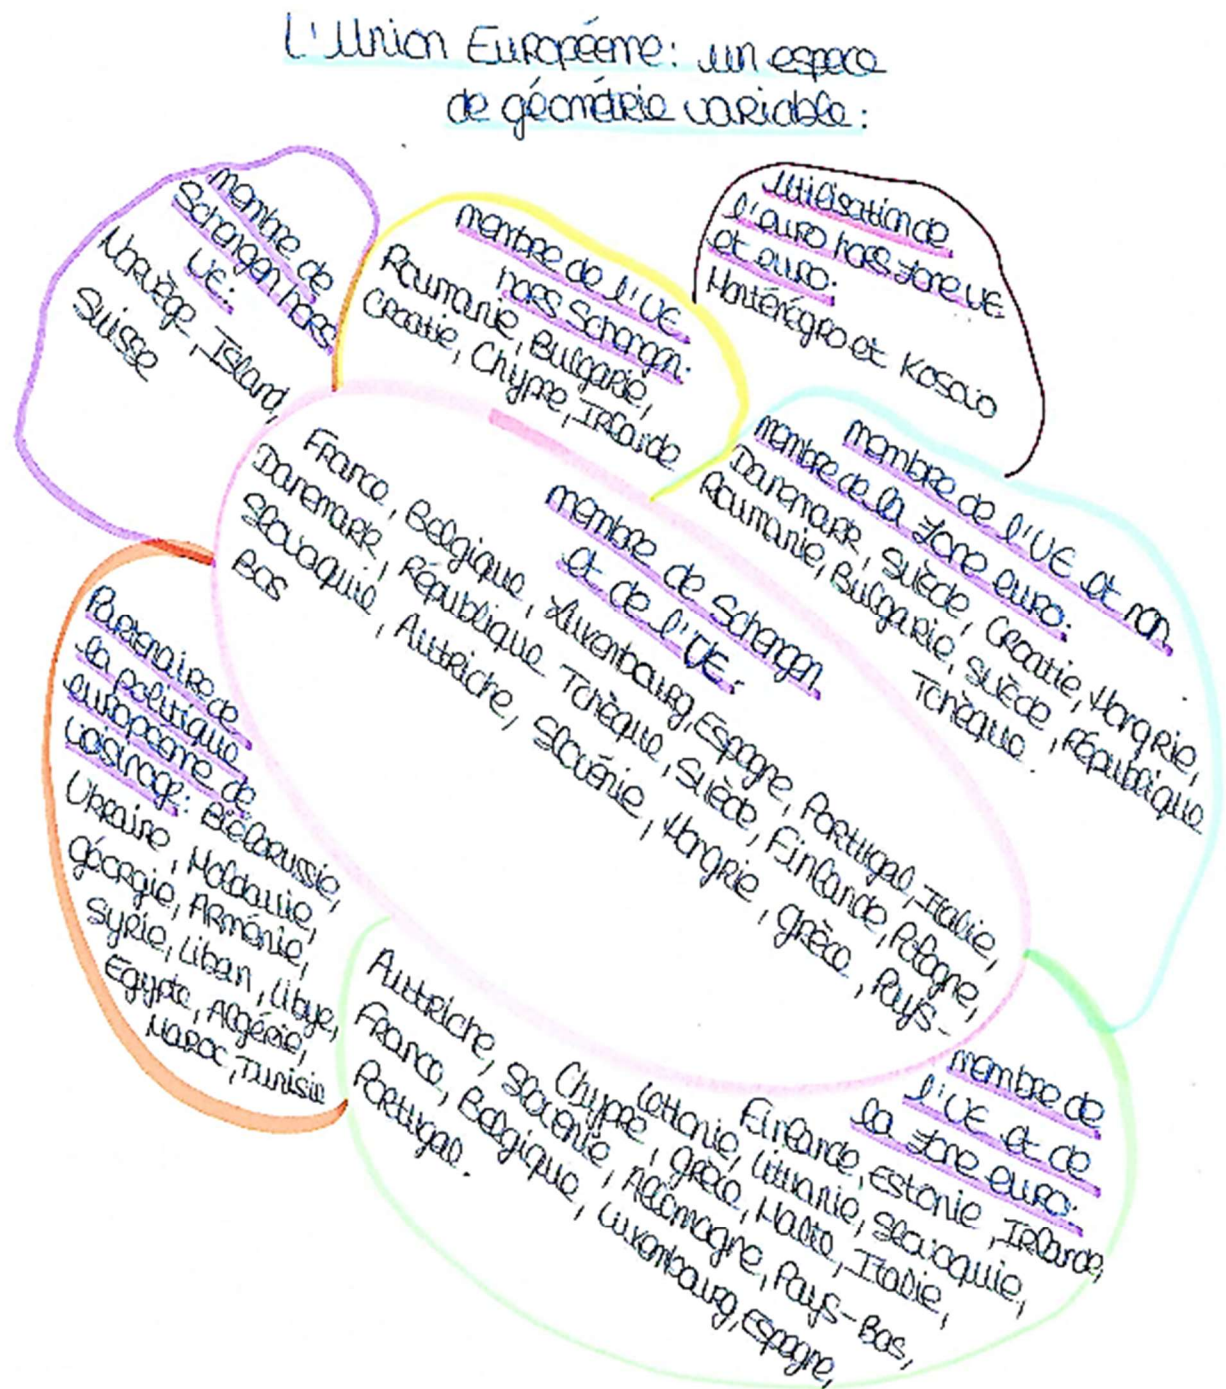 L'Union Européenne: un espace
de géométrie variable:
membre de
Schengen hors
UE:
Norvège, Island,
Suisse
membre de l'UE
hors Schengen:
Roumanie, Bulgarie,
Croatie, Chypre, Irlande
Utilisation de
l'euro hors zone UE
et euro:
Monténégro et Kosovo
membre de l'UE et non
membre de la zone euro:
Danemark, Suède, Croatie, Hongrie,
Roumanie, Bulgarie, Suède, République
Tchèque
membre de Schengen
et de l'UE:
France, Belgique, Luxembourg, Espagne, Portugal, Italie,
Danemark, République Tchèque, Suède, Finlande, Pologne,
Slovaquie, Autriche, Slovénie, Hongrie, Grèce, Pays-
Bas
Partenaire de
la politique
européenne de
voisinage: Biélorussie,
Ukraine, Moldavie,
Géorgie, Arménie,
Syrie, Liban, Libye,
Egypte, Algérie,
Maroc, Tunisie
membre de
l'UE et de
la zone euro:
Finlande, Estonie, Irlande,
Lettonie, Lituanie, Slovaquie,
Chypre, Grèce, Malte, Italie,
Autriche, Slovénie, Allemagne, Pays-Bas,
France, Belgique, Luxembourg, Espagne,
Portugal.